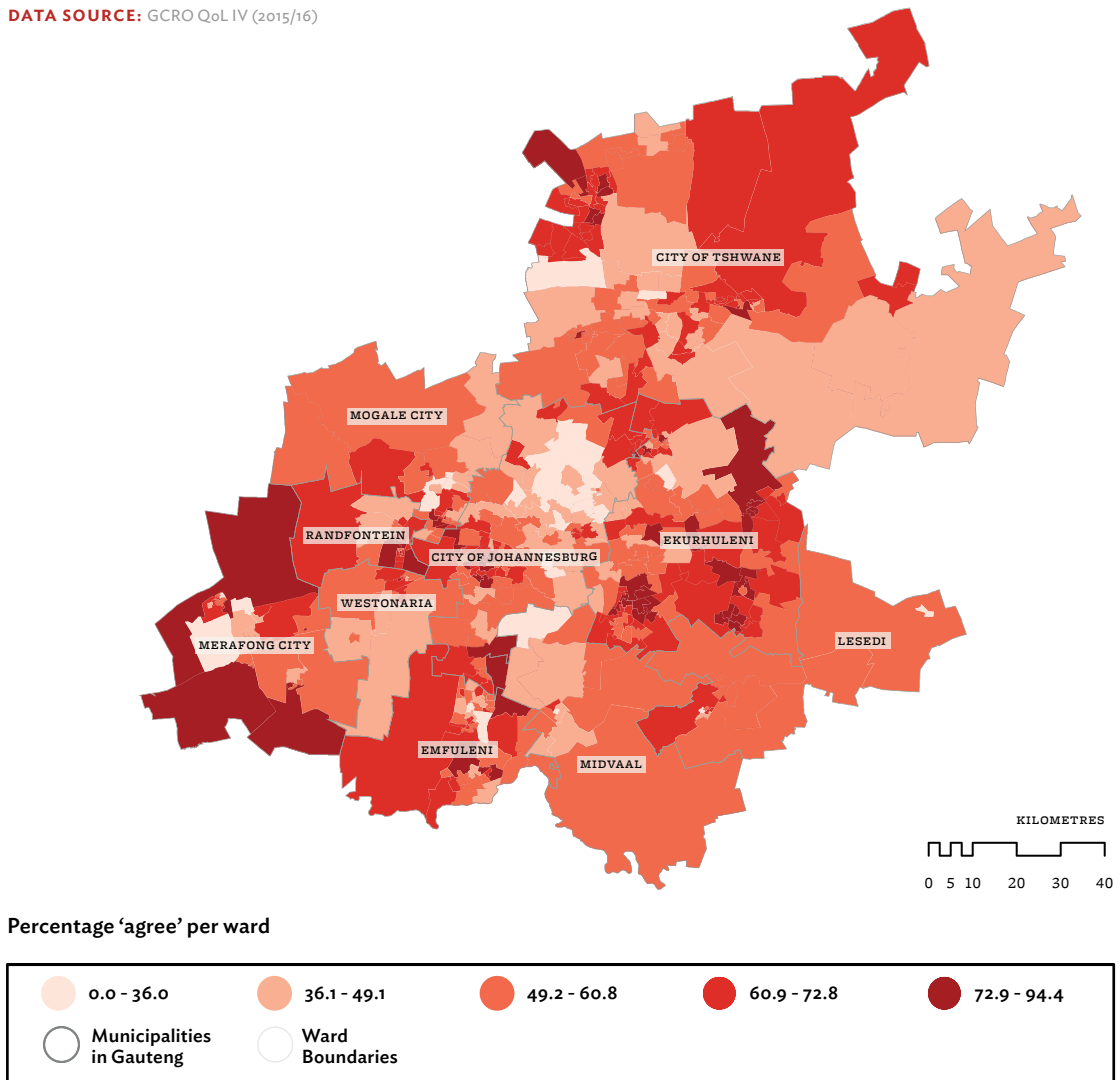 DATA SOURCE: GCRO QoL IV (2015/16)
CITY OF TSHWANE
MOGALE CITY
RANDFONTEIN
EKURHULENI
CITY OF JOHANNESBURG
WESTONARIA
LESEDI
MERAFONG CITY
EMFULENI
MIDVAAL
KILOMETRES
0 5 10 20 30 40
Percentage ‘agree’ per ward
0.0 - 36.0
36.1 - 49.1
49.2 - 60.8
60.9 - 72.8
72.9 - 94.4
Municipalities
in Gauteng
Ward
Boundaries